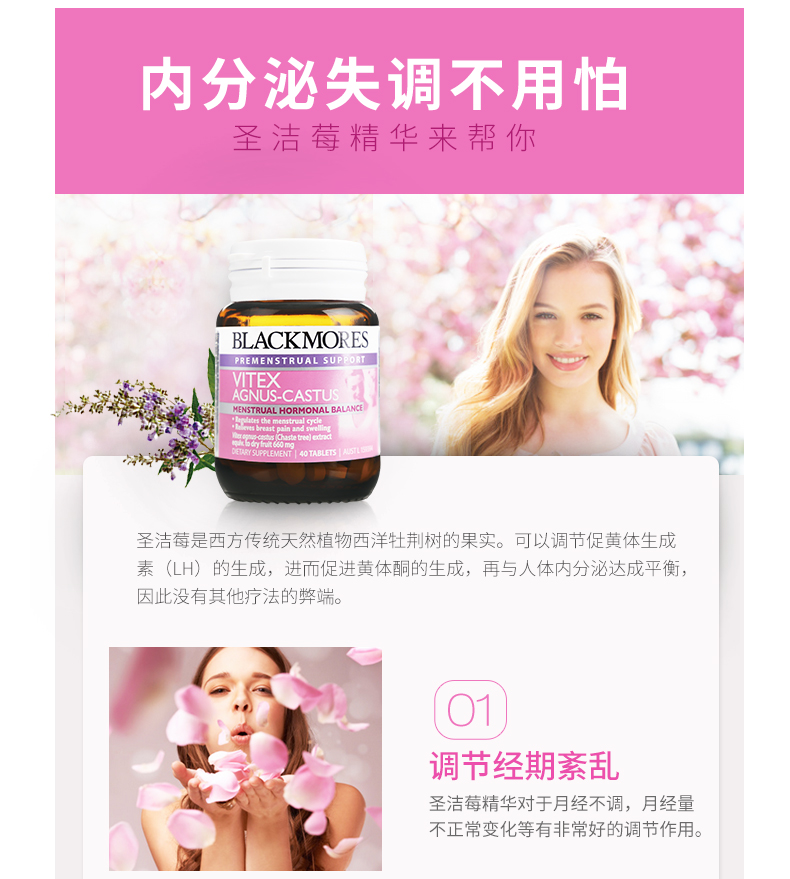 内分泌失调不用怕
圣洁莓精华来帮你
BLACKMORES
PREMENSTRUAL SUPPORT
VITEX
AGNUS-CASTUS
MENSTRUAL HORMONAL BALANCE
• Regulates the menstrual cycle
• Relieves breast pain and swelling
Vitex agnus-castus (Chaste tree) extract
equiv. to dry fruit 660 mg
DIETARY SUPPLEMENT | 40 TABLETS | AUST L
圣洁莓是西方传统天然植物西洋牡荆树的果实。可以调节促黄体生成
素（LH）的生成，进而促进黄体酮的生成，再与人体内分泌达成平衡，
因此没有其他疗法的弊端。
01
调节经期紊乱
圣洁莓精华对于月经不调，月经量
不正常变化等有非常好的调节作用。